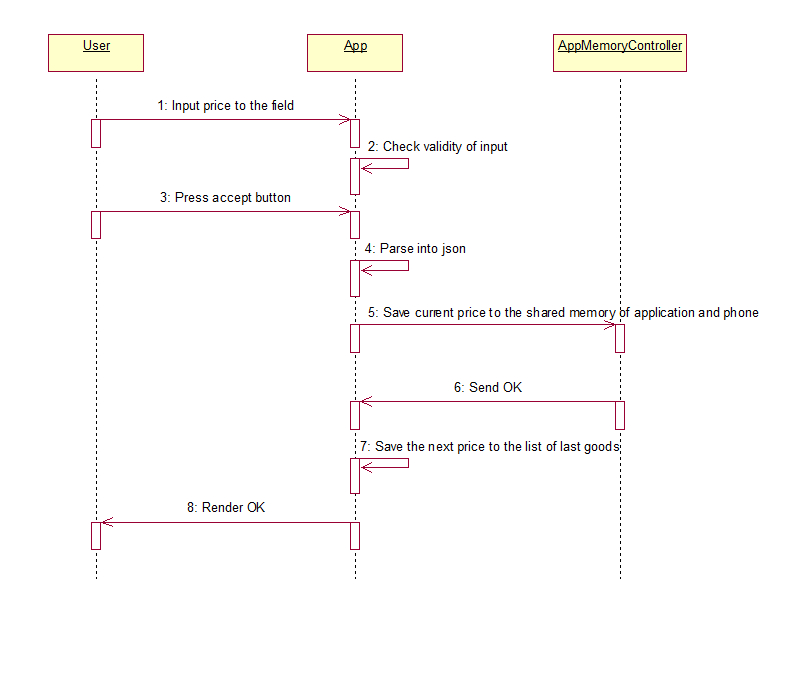 User
App
AppMemoryController
1: Input price to the field
2: Check validity of input
3: Press accept button
4: Parse into json
5: Save current price to the shared memory of application and phone
6: Send OK
7: Save the next price to the list of last goods
8: Render OK